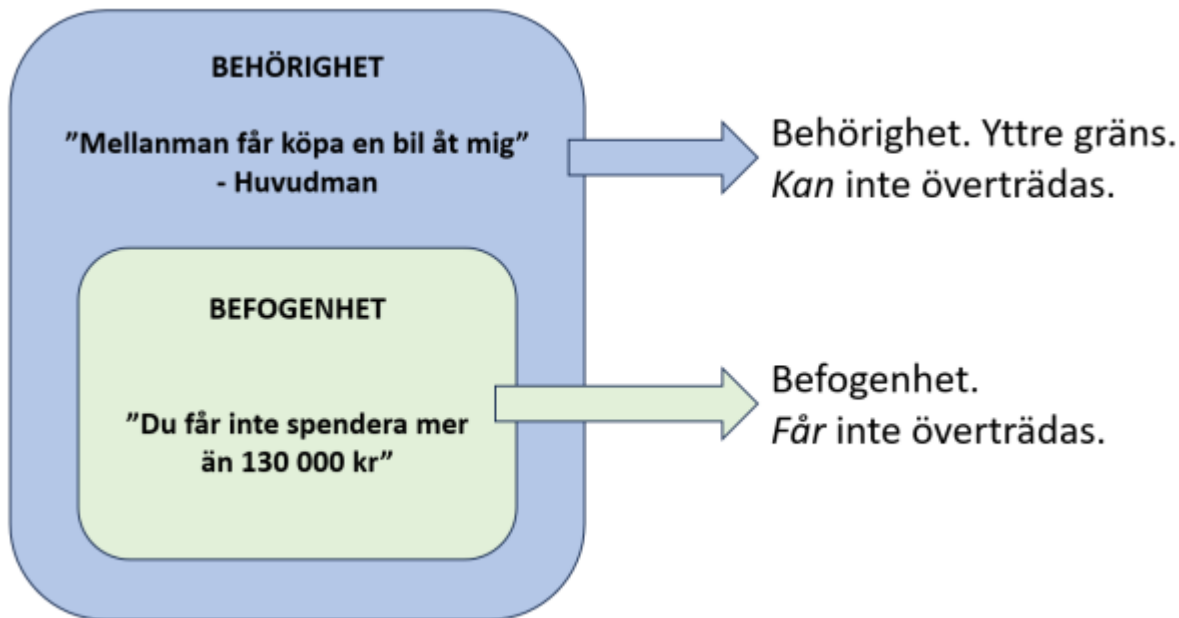 BEHÖRIGHET
”Mellanman får köpa en bil åt mig”
- Huvudman
Behörighet. Yttre gräns.
Kan inte överträdas.
BEFOGENHET
”Du får inte spendera mer
än 130 000 kr”
Befogenhet.
Får inte överträdas.